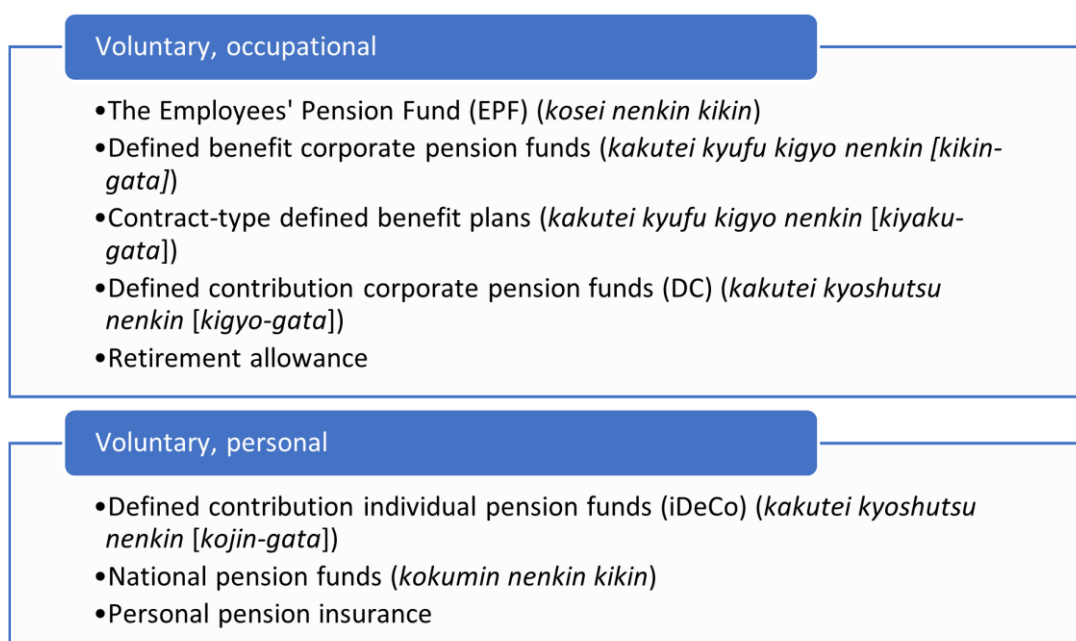 Voluntary, occupational
•The Employees' Pension Fund (EPF) (kosei nenkin kikin)
•Defined benefit corporate pension funds (kakutei kyufu kigyo nenkin [kikin-
gata])
•Contract-type defined benefit plans (kakutei kyufu kigyo nenkin [kiyaku-
gata])
•Defined contribution corporate pension funds (DC) (kakutei kyoshutsu
nenkin [kigyo-gata])
•Retirement allowance
Voluntary, personal
•Defined contribution individual pension funds (iDeCo) (kakutei kyoshutsu
nenkin [kojin-gata])
•National pension funds (kokumin nenkin kikin)
•Personal pension insurance